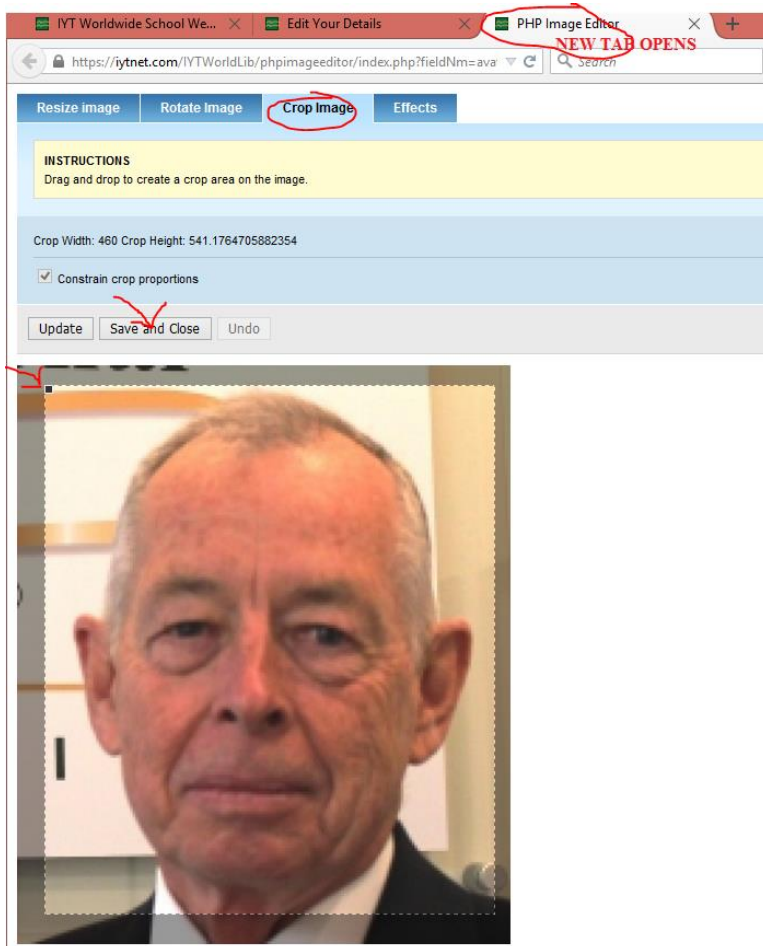 IYT Worldwide School We... Edit Your Details PHP Image Editor
NEW TAB OPENS
https://iytnet.com/IYTWorldLib/phpimageeditor/index.php?fieldNm=ava Search
Resize image Rotate Image Crop Image Effects
INSTRUCTIONS
Drag and drop to create a crop area on the image.
Crop Width: 460 Crop Height: 541.1764705882354
Constrain crop proportions
Update Save and Close Undo